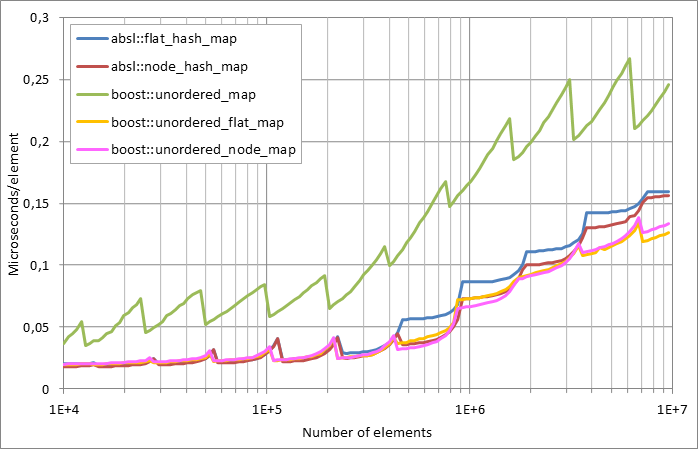 0,3
0,25
0,2
0,15
0,1
0,05
0
Microseconds/element
absl::flat_hash_map
absl::node_hash_map
boost::unordered_map
boost::unordered_flat_map
boost::unordered_node_map
1E+4 1E+5 1E+6 1E+7
Number of elements